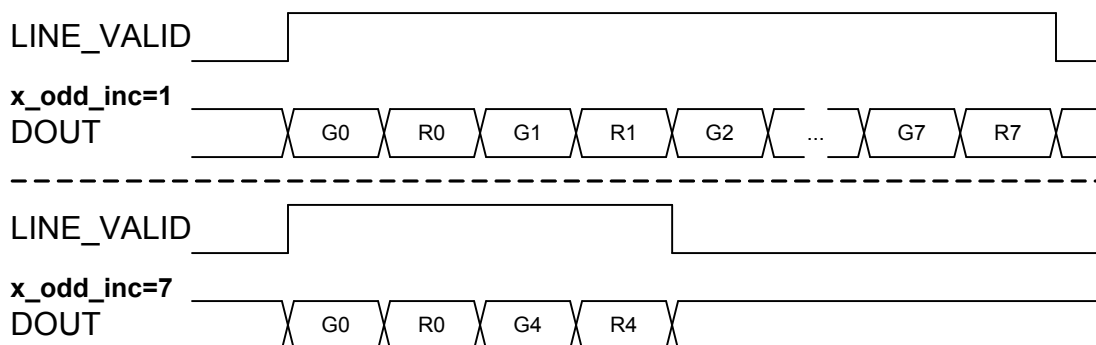 LINE_VALID
x_odd_inc=1
DOUT G0 R0 G1 R1 G2 ... G7 R7
LINE_VALID
x_odd_inc=7
DOUT G0 R0 G4 R4